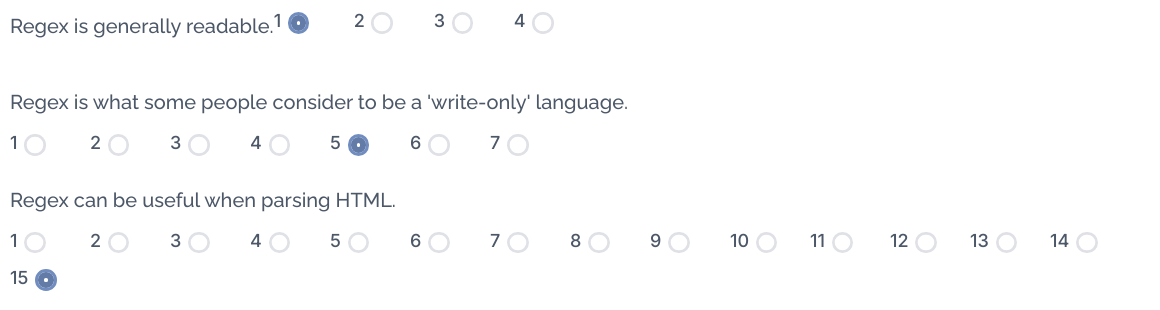 Regex is generally readable.1 2 3 4
Regex is what some people consider to be a 'write-only' language.
1 2 3 4 5 6 7
Regex can be useful when parsing HTML.
1 2 3 4 5 6 7 8 9 10 11 12 13 14
15